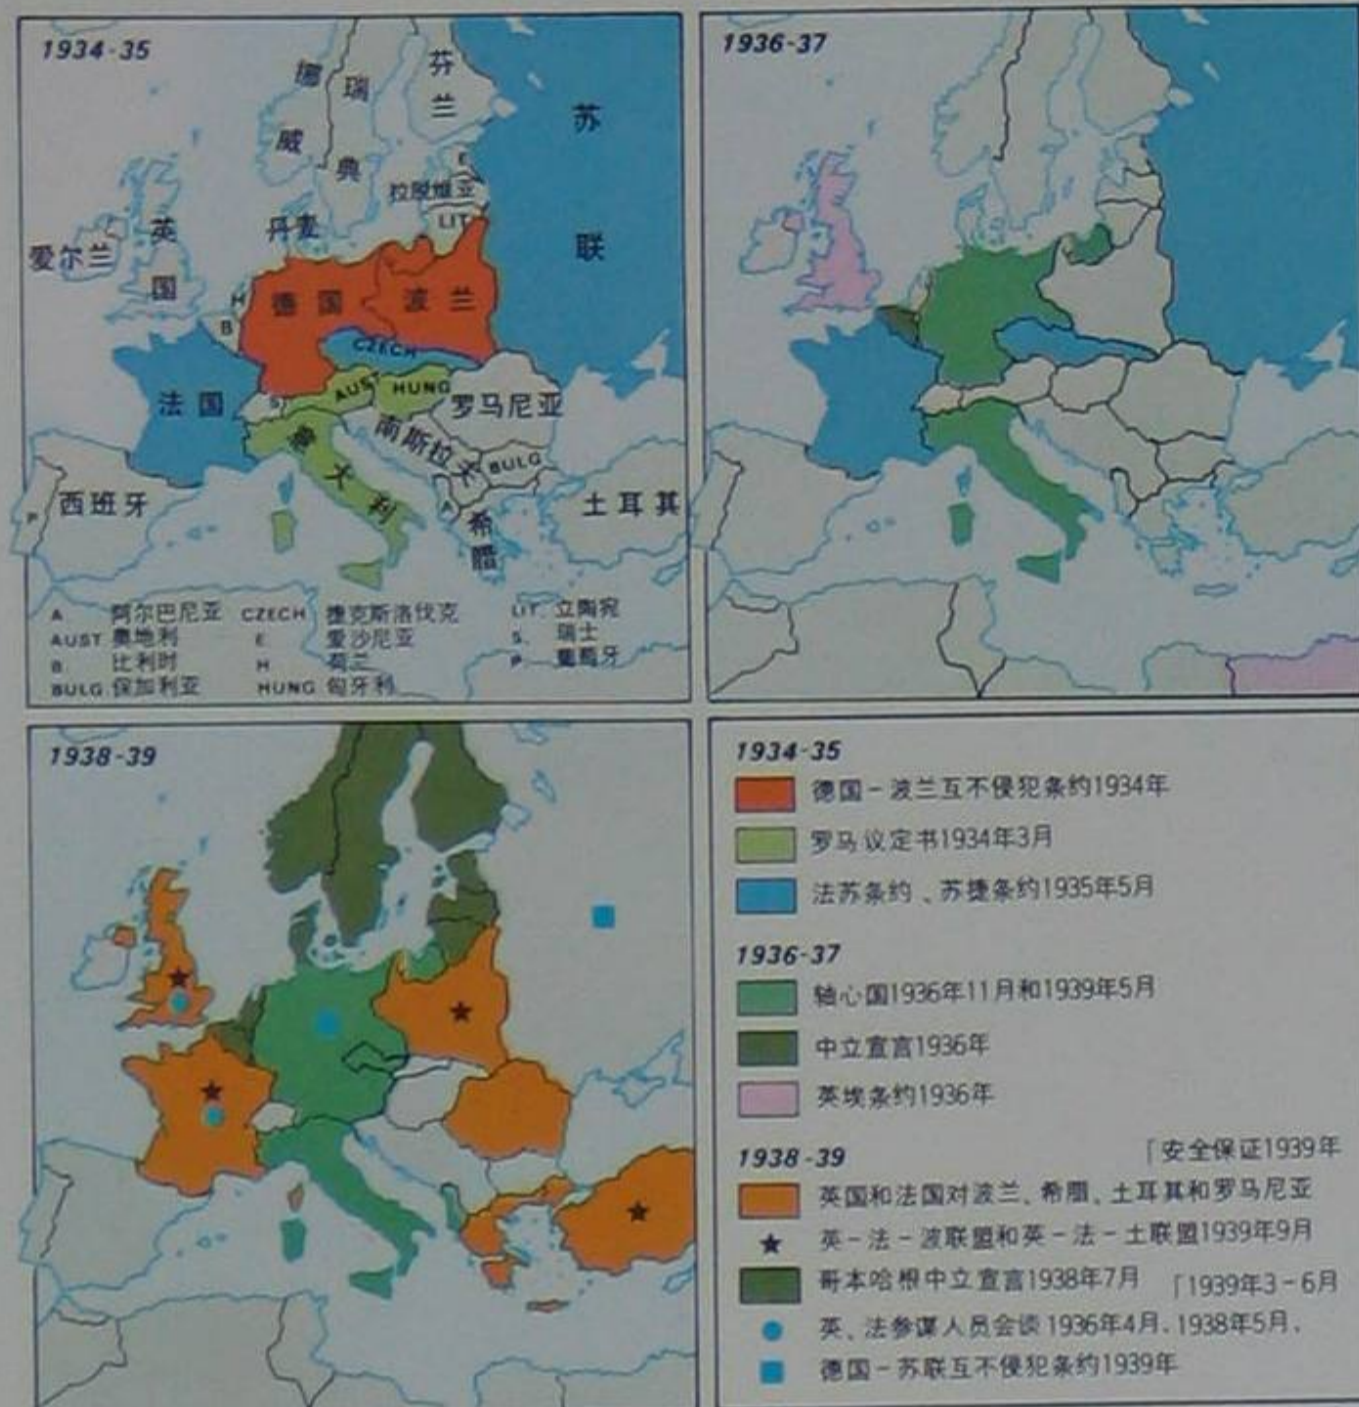 1934-35
挪威
瑞典
芬兰
苏联
E
拉脱维亚
LIT
丹麦
爱尔兰
英国
H
B
德国
波兰
CZECH
法国
S
AUST
HUNG
罗马尼亚
意大利
南斯拉夫
BULG
A
希腊
土耳其
西班牙
P
A 阿尔巴尼亚 CZECH 捷克斯洛伐克 LIT. 立陶宛
AUST 奥地利 E 爱沙尼亚 S. 瑞士
B 比利时 H 荷兰 P 葡萄牙
BULG. 保加利亚 HUNG 匈牙利
1936-37
1938-39
1934-35
德国-波兰互不侵犯条约1934年
罗马议定书1934年3月
法苏条约、苏捷条约1935年5月
1936-37
轴心国1936年11月和1939年5月
中立宣言1936年
英埃条约1936年
1938-39 「安全保证1939年
英国和法国对波兰、希腊、土耳其和罗马尼亚
★ 英-法-波联盟和英-法-土联盟1939年9月
哥本哈根中立宣言1938年7月 「1939年3-6月
英、法参谋人员会谈1936年4月、1938年5月、
德国-苏联互不侵犯条约1939年